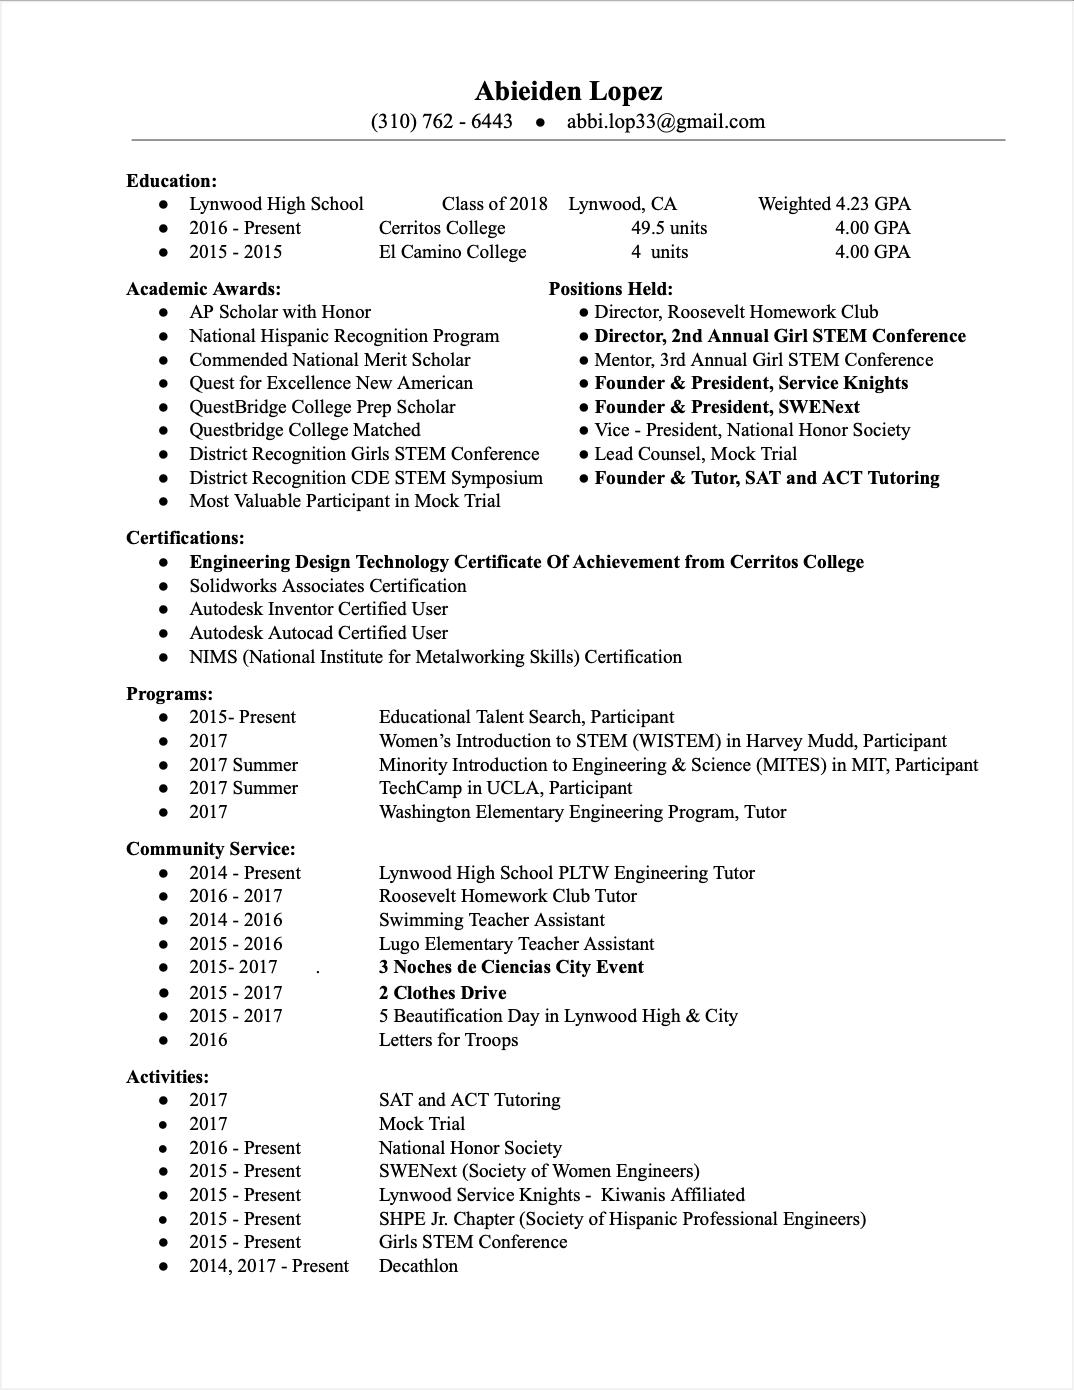 Abieiden Lopez
(310) 762 - 6443 ● abbi.lop33@gmail.com
Education:
● Lynwood High School Class of 2018 Lynwood, CA Weighted 4.23 GPA
● 2016 - Present Cerritos College 49.5 units 4.00 GPA
● 2015 - 2015 El Camino College 4 units 4.00 GPA
Academic Awards:
● AP Scholar with Honor
● National Hispanic Recognition Program
● Commended National Merit Scholar
● Quest for Excellence New American
● QuestBridge College Prep Scholar
● Questbridge College Matched
● District Recognition Girls STEM Conference
● District Recognition CDE STEM Symposium
● Most Valuable Participant in Mock Trial
Positions Held:
● Director, Roosevelt Homework Club
● Director, 2nd Annual Girl STEM Conference
● Mentor, 3rd Annual Girl STEM Conference
● Founder & President, Service Knights
● Founder & President, SWENext
● Vice - President, National Honor Society
● Lead Counsel, Mock Trial
● Founder & Tutor, SAT and ACT Tutoring
Certifications:
● Engineering Design Technology Certificate Of Achievement from Cerritos College
● Solidworks Associates Certification
● Autodesk Inventor Certified User
● Autodesk Autocad Certified User
● NIMS (National Institute for Metalworking Skills) Certification
Programs:
● 2015- Present Educational Talent Search, Participant
● 2017 Women’s Introduction to STEM (WISTEM) in Harvey Mudd, Participant
● 2017 Summer Minority Introduction to Engineering & Science (MITES) in MIT, Participant
● 2017 Summer TechCamp in UCLA, Participant
● 2017 Washington Elementary Engineering Program, Tutor
Community Service:
● 2014 - Present Lynwood High School PLTW Engineering Tutor
● 2016 - 2017 Roosevelt Homework Club Tutor
● 2014 - 2016 Swimming Teacher Assistant
● 2015 - 2016 Lugo Elementary Teacher Assistant
● 2015- 2017 . 3 Noches de Ciencias City Event
● 2015 - 2017 2 Clothes Drive
● 2015 - 2017 5 Beautification Day in Lynwood High & City
● 2016 Letters for Troops
Activities:
● 2017 SAT and ACT Tutoring
● 2017 Mock Trial
● 2016 - Present National Honor Society
● 2015 - Present SWENext (Society of Women Engineers)
● 2015 - Present Lynwood Service Knights - Kiwanis Affiliated
● 2015 - Present SHPE Jr. Chapter (Society of Hispanic Professional Engineers)
● 2015 - Present Girls STEM Conference
● 2014, 2017 - Present Decathlon